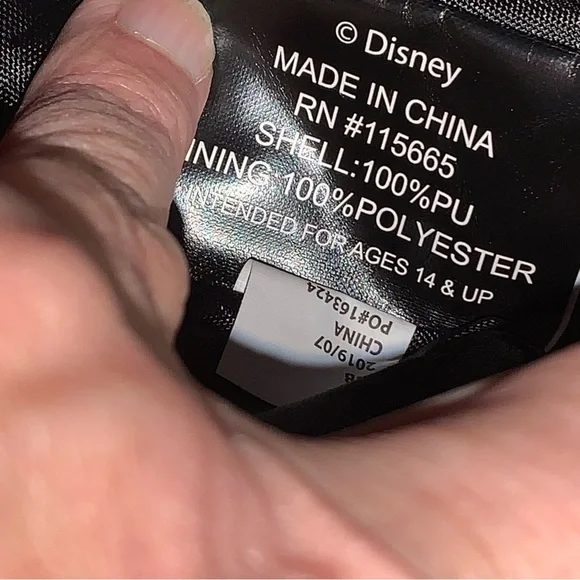 © Disney
MADE IN CHINA
RN #115665
SHELL:100%PU
INING 100%POLYESTER
INTENDED FOR AGES 14 & UP
PO#163424
CHINA
2019/07